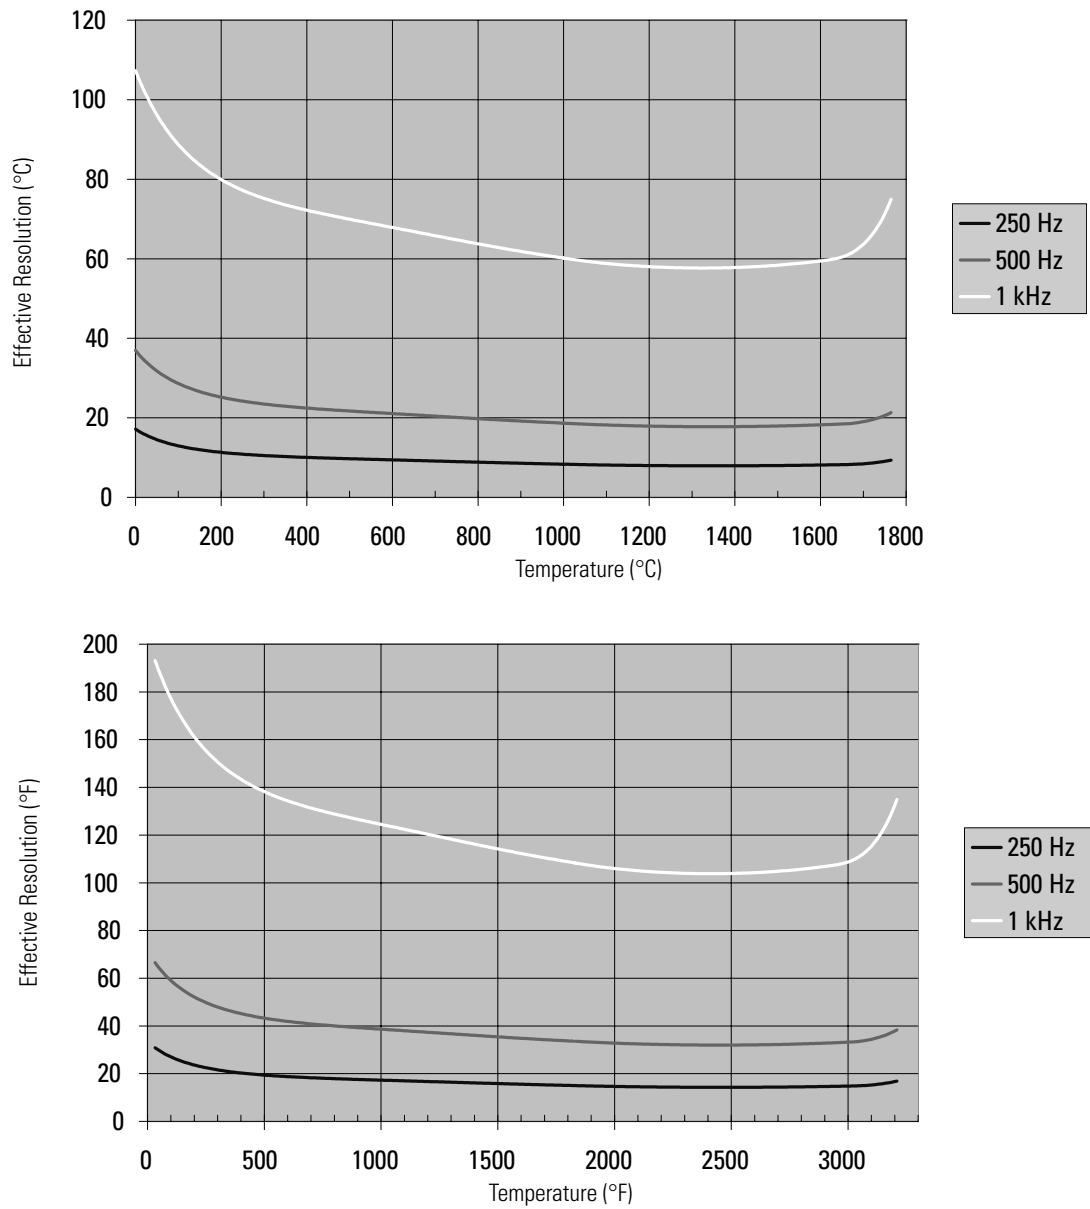 120
100
80
60
40
20
0
Effective Resolution (°C)
0 200 400 600 800 1000 1200 1400 1600 1800
Temperature (°C)
250 Hz
500 Hz
1 kHz
200
180
160
140
120
100
80
60
40
20
0
Effective Resolution (°F)
0 500 1000 1500 2000 2500 3000
Temperature (°F)
250 Hz
500 Hz
1 kHz